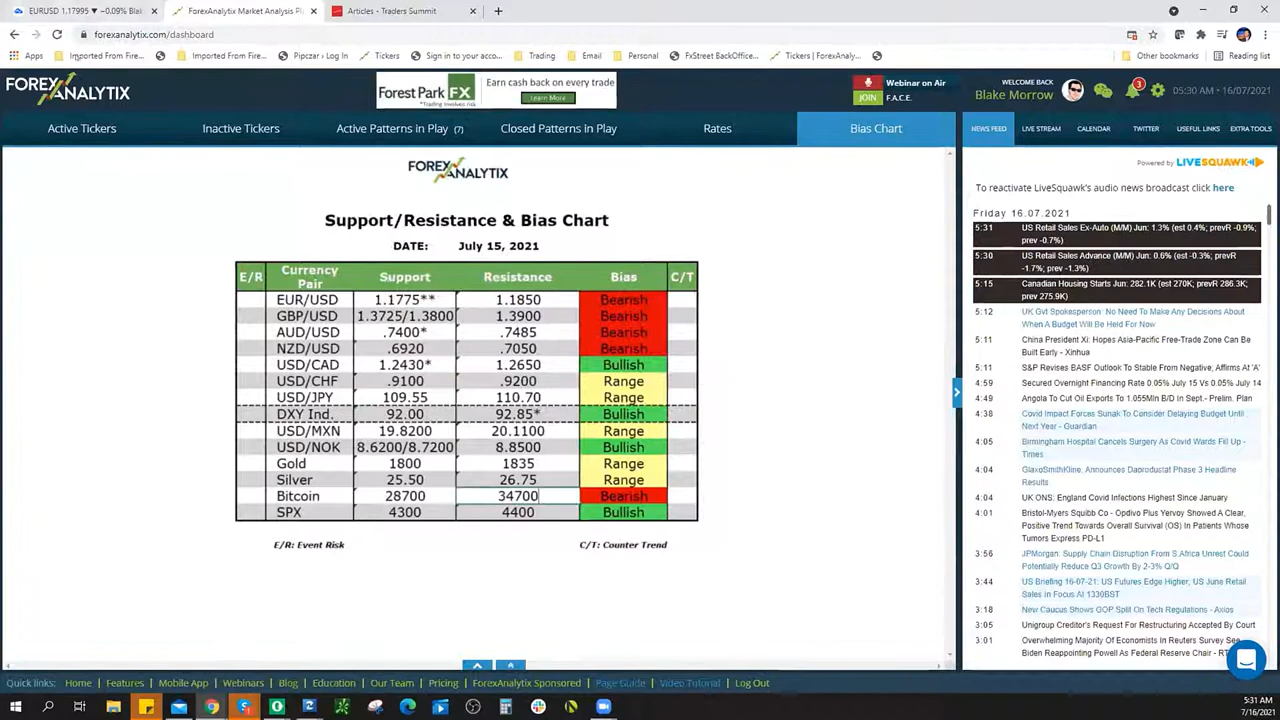 EURUSD 1.17995 ▼ −0.09% Blak
ForexAnalytix Market Analysis P
Articles - Traders Summit
forexanalytix.com/dashboard
Apps
Imported From Fire...
Imported From Fire...
Pipczar › Log In
Tickers
Sign in to your acco...
Trading
Email
Personal
FxStreet BackOffice...
Tickers | ForexAnaly...
Other bookmarks
Reading list
FOREX ANALYTIX
Forest Park FX
*Trading involves risk!
Earn cash back on every trade
Learn More
Webinar on Air
JOIN F.A.C.E.
WELCOME BACK
Blake Morrow
3
05:30 AM - 16/07/2021
Active Tickers
Inactive Tickers
Active Patterns in Play (7)
Closed Patterns in Play
Rates
Bias Chart
NEWS FEED
LIVE STREAM
CALENDAR
TWITTER
USEFUL LINKS
EXTRA TOOLS
FOREX ANALYTIX
Support/Resistance & Bias Chart
DATE: July 15, 2021
E/R Currency Pair Support Resistance Bias C/T
EUR/USD 1.1775** 1.1850 Bearish
GBP/USD 1.3725/1.3800 1.3900 Bearish
AUD/USD .7400* .7485 Bearish
NZD/USD .6920 .7050 Bearish
USD/CAD 1.2430* 1.2650 Bullish
USD/CHF .9100 .9200 Range
USD/JPY 109.55 110.70 Range
DXY Ind. 92.00 92.85* Bullish
USD/MXN 19.8200 20.1100 Range
USD/NOK 8.6200/8.7200 8.8500 Bullish
Gold 1800 1835 Range
Silver 25.50 26.75 Range
Bitcoin 28700 34700 Bearish
SPX 4300 4400 Bullish
E/R: Event Risk
C/T: Counter Trend
Powered by LIVESQUAWK
To reactivate LiveSquawk's audio news broadcast click here
Friday 16.07.2021
5:31 US Retail Sales Ex-Auto (M/M) Jun: 1.3% (est 0.4%; prevR -0.9%;
prev -0.7%)
5:30 US Retail Sales Advance (M/M) Jun: 0.6% (est -0.3%; prevR
-1.7%; prev -1.3%)
5:15 Canadian Housing Starts Jun: 282.1K (est 270K; prevR 286.3K;
prev 275.9K)
5:12 UK Gvt Spokesperson: No Need To Make Any Decisions About
When A Budget Will Be Held For Now
5:11 China President Xi: Hopes Asia-Pacific Free-Trade Zone Can Be
Built Early - Xinhua
5:11 S&P Revises BASF Outlook To Stable From Negative; Affirms At 'A'
4:59 Secured Overnight Financing Rate 0.05% July 15 Vs 0.05% July 14
Angola To Cut Oil Exports To 1.055Mln B/D In Sept.- Prelim. Plan
4:38 Covid Impact Forces Sunak To Consider Delaying Budget Until
Next Year - Guardian
4:05 Birmingham Hospital Cancels Surgery As Covid Wards Fill Up -
Times
4:04 GlaxoSmithKline, Announces Daprodustat Phase 3 Headline
Results
4:04 UK ONS: England Covid Infections Highest Since January
4:01 Bristol-Myers Squibb Co - Opdivo Plus Yervoy Showed A Clear,
Positive Trend Towards Overall Survival (OS) In Patients Whose
Tumors Express PD-L1
3:56 JPMorgan: Supply Chain Disruption From S.Africa Unrest Could
Potentially Reduce Q3 Growth By 2-3% Q/Q
3:44 US Briefing 16-07-21: US Futures Edge Higher; US June Retail
Sales in Focus At 1330BST
3:18 New Caucus Shows GOP Split On Tech Regulations - Axios
3:05 Unigroup Creditor's Request For Restructuring Accepted By Court
3:01 Overwhelming Majority Of Economists In Reuters Survey See
Biden Reappointing Powell As Federal Reserve Chair - RT
Quick links: Home Features Mobile App Webinars Blog Education Our Team Pricing ForexAnalytix Sponsored Page Guide Video Tutorial Log Out
5:31 AM
7/16/2021